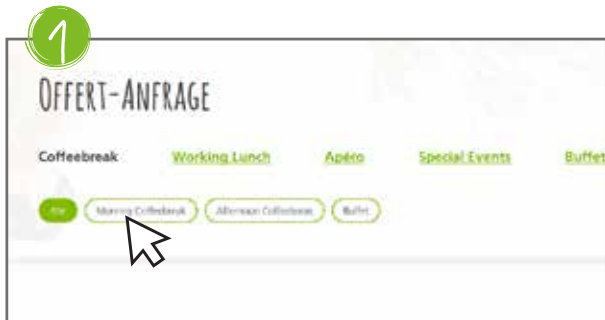 1
OFFERT-ANFRAGE
Coffeebreak Working Lunch Apéro Special Events Buffet
Alle Morning Coffeebreak Afternoon Coffeebreak Buffet